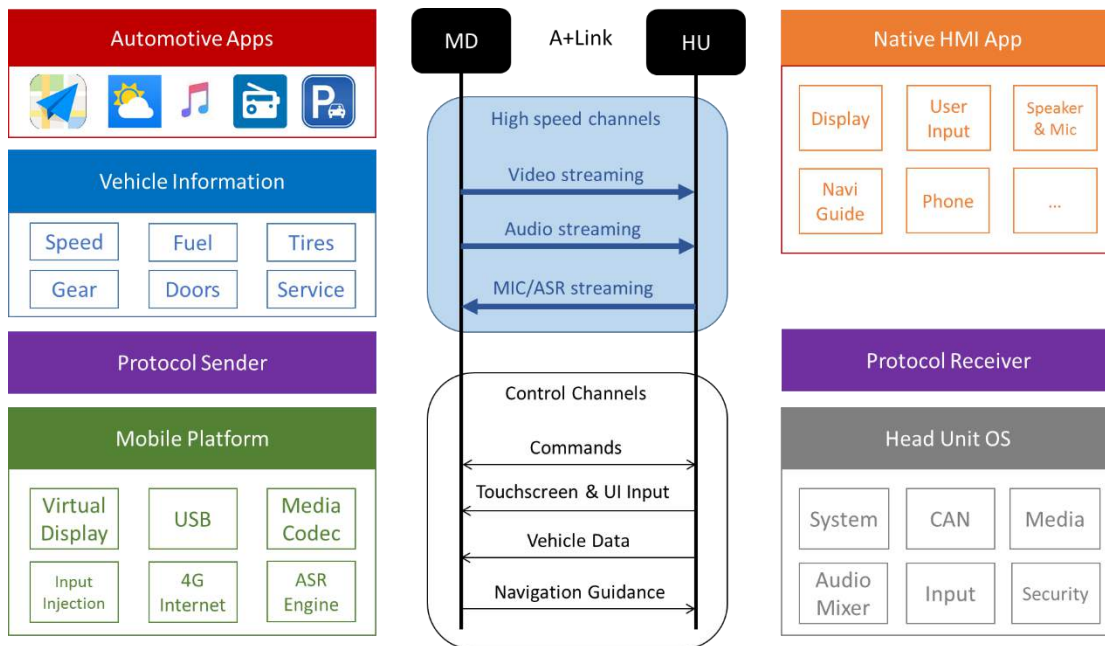 Automotive Apps
P
Vehicle Information
Speed
Fuel
Tires
Gear
Doors
Service
Protocol Sender
Mobile Platform
Virtual
Display
USB
Media
Codec
Input
Injection
4G
Internet
ASR
Engine
MD
A+Link
HU
High speed channels
Video streaming
Audio streaming
MIC/ASR streaming
Control Channels
Commands
Touchscreen & UI Input
Vehicle Data
Navigation Guidance
Native HMI App
Display
User
Input
Speaker
& Mic
Navi
Guide
Phone
...
Protocol Receiver
Head Unit OS
System
CAN
Media
Audio
Mixer
Input
Security